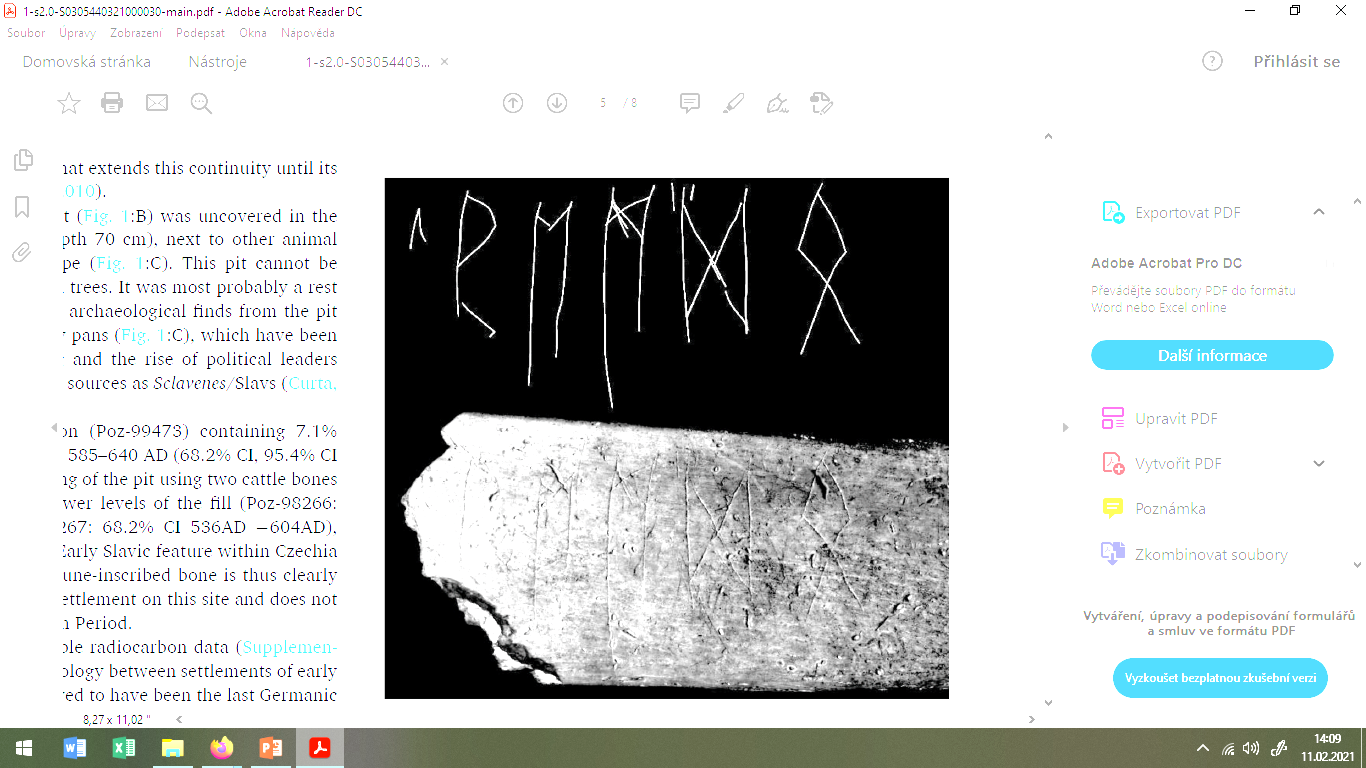 1-s2.0-S0305440321000030-main.pdf - Adobe Acrobat Reader DC
Soubor Úpravy Zobrazení Podepsat Okna Nápověda
Domovská stránka Nástroje 1-s2.0-S03054403... × ? Přihlásit se
5 / 8
hat extends this continuity until its
010).
t (Fig. 1:B) was uncovered in the
pth 70 cm), next to other animal
pe (Fig. 1:C). This pit cannot be
trees. It was most probably a rest
archaeological finds from the pit
pans (Fig. 1:C), which have been
and the rise of political leaders
sources as Sclavenes/Slavs (Curta,
on (Poz-99473) containing 7.1%
585–640 AD (68.2% CI, 95.4% CI
ng of the pit using two cattle bones
wer levels of the fill (Poz-98266:
267: 68.2% CI 536AD –604AD),
Early Slavic feature within Czechia
une-inscribed bone is thus clearly
ettlement on this site and does not
n Period.
ble radiocarbon data (Supplemen-
ology between settlements of early
red to have been the last Germanic
8,27 x 11,02 "
ᛒᛖᛗᛞᛟ
Exportovat PDF
Adobe Acrobat Pro DC
Převádějte soubory PDF do formátu
Word nebo Excel online
Další informace
Upravit PDF
Vytvořit PDF
Poznámka
Zkombinovat soubory
Vytváření, úpravy a podepisování formulářů
a smluv ve formátu PDF
Vyzkoušet bezplatnou zkušební verzi
14:09
11.02.2021